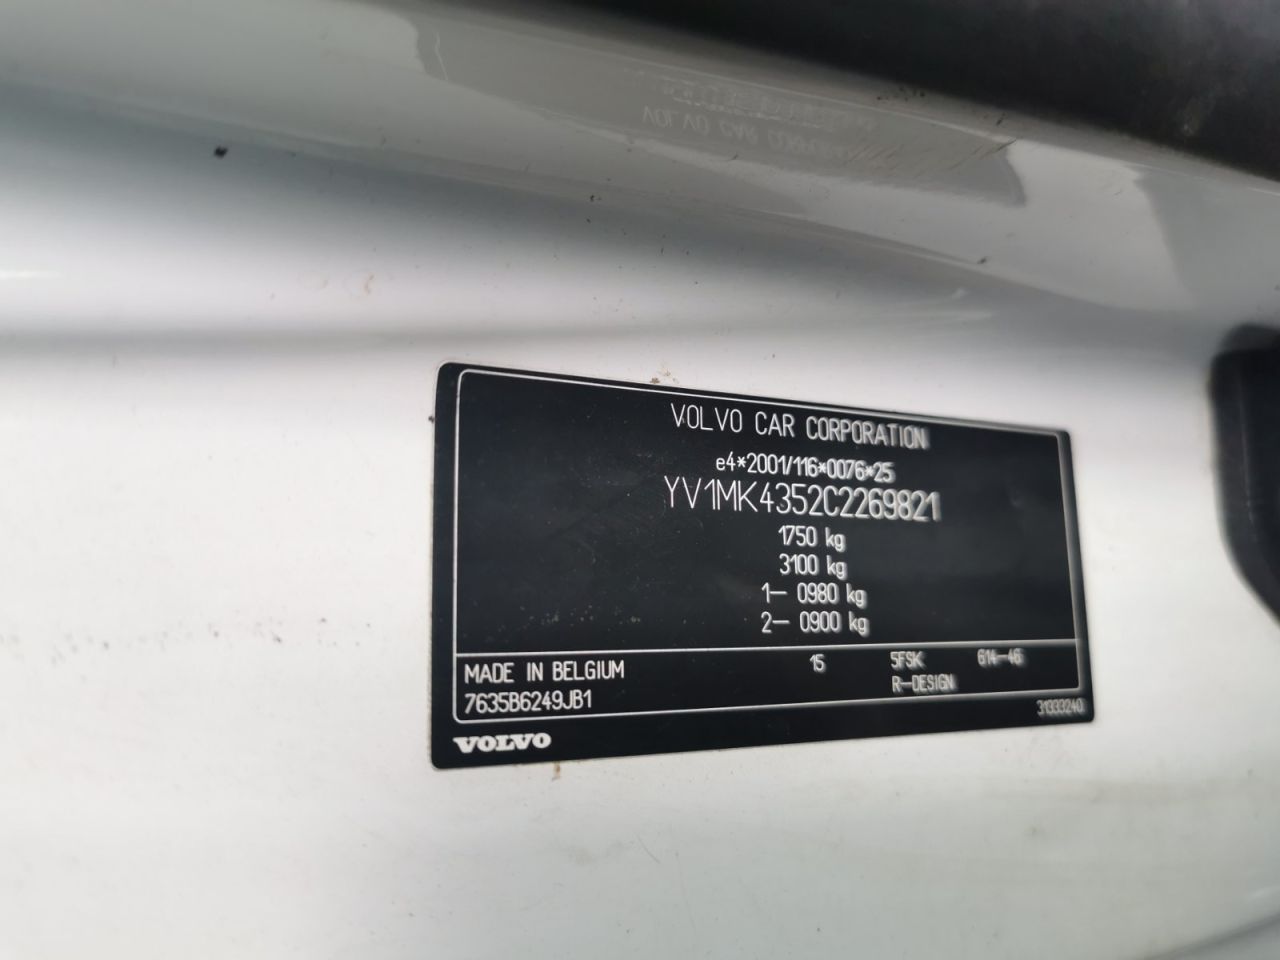 VOLVO CAR CORPORATION
e4*2001/116*0076*25
YV1MK4352C2269821
1750 kg
3100 kg
1- 0980 kg
2- 0900 kg
MADE IN BELGIUM 15 5FSK 614-46
7635B6249JB1 R-DESIGN
31333240
VOLVO